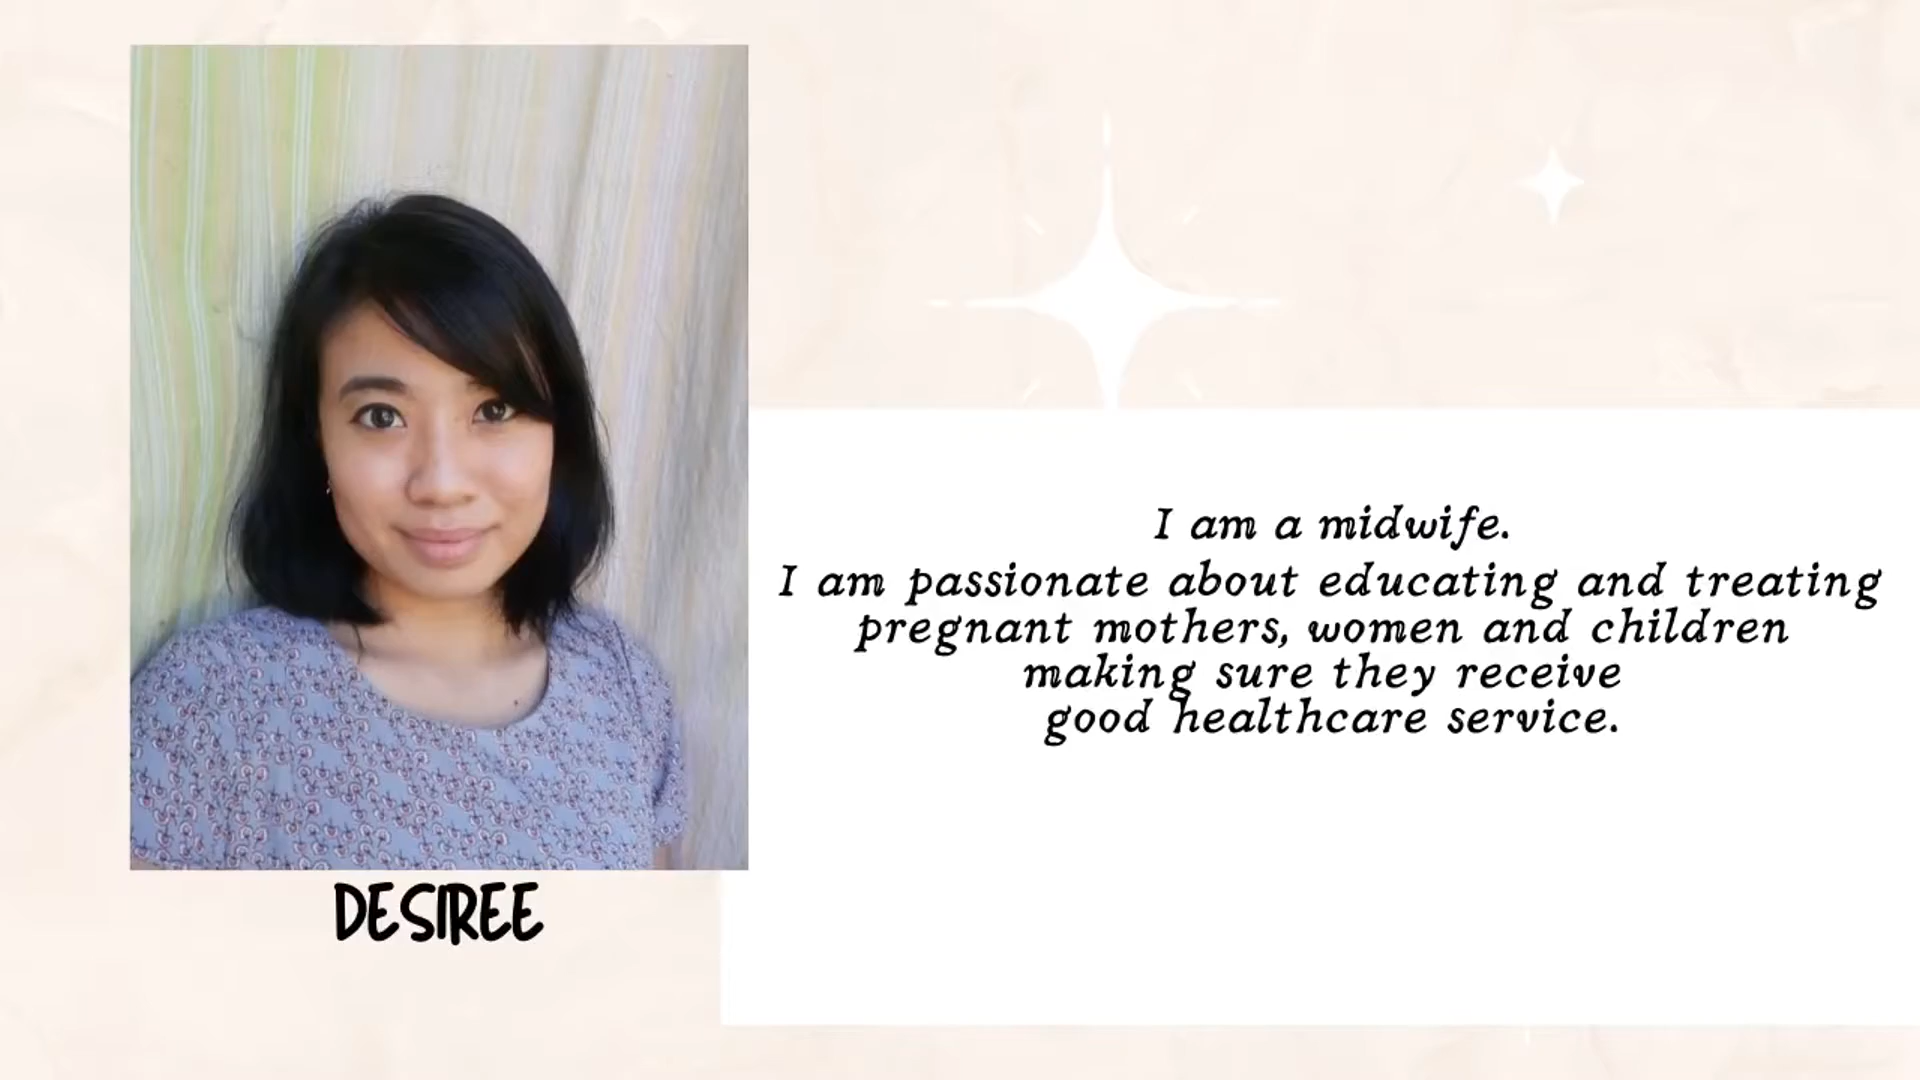 I am a midwife.
I am passionate about educating and treating
pregnant mothers, women and children
making sure they receive
good healthcare service.
DESIREE